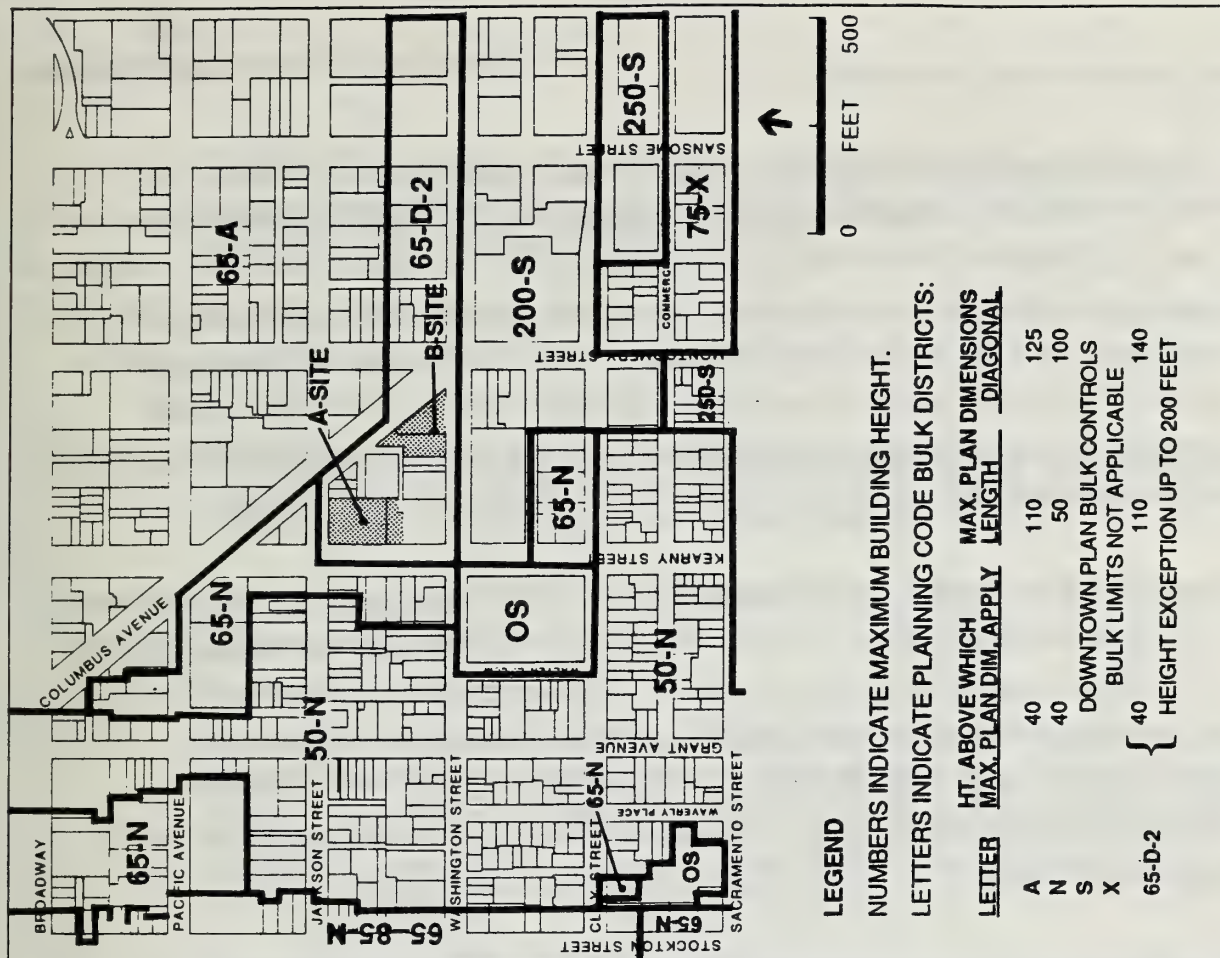 BROADWAY
PACIFIC AVENUE
JACKSON STREET
WASHINGTON STREET
CLAY STREET
SACRAMENTO STREET
STOCKTON STREET
WAVERLY PLACE
GRANT AVENUE
KEARNY STREET
MONTGOMERY STREET
SANSOME STREET
COLUMBUS AVENUE
65-N
65-N
50-N
65-85-N
65-N
65-N
OS
50-N
OS
65-N
A-SITE
B-SITE
65-A
65-D-2
200-S
250-S
250-S
75-X
COMMERC
0 500
FEET
LEGEND
NUMBERS INDICATE MAXIMUM BUILDING HEIGHT.
LETTERS INDICATE PLANNING CODE BULK DISTRICTS:
HT. ABOVE WHICH MAX. PLAN DIMENSIONS
LETTER MAX. PLAN DIM. APPLY LENGTH DIAGONAL
A 40 110 125
N 40 50 100
S DOWNTOWN PLAN BULK CONTROLS
X BULK LIMITS NOT APPLICABLE
65-D-2 { 40 110 140
HEIGHT EXCEPTION UP TO 200 FEET